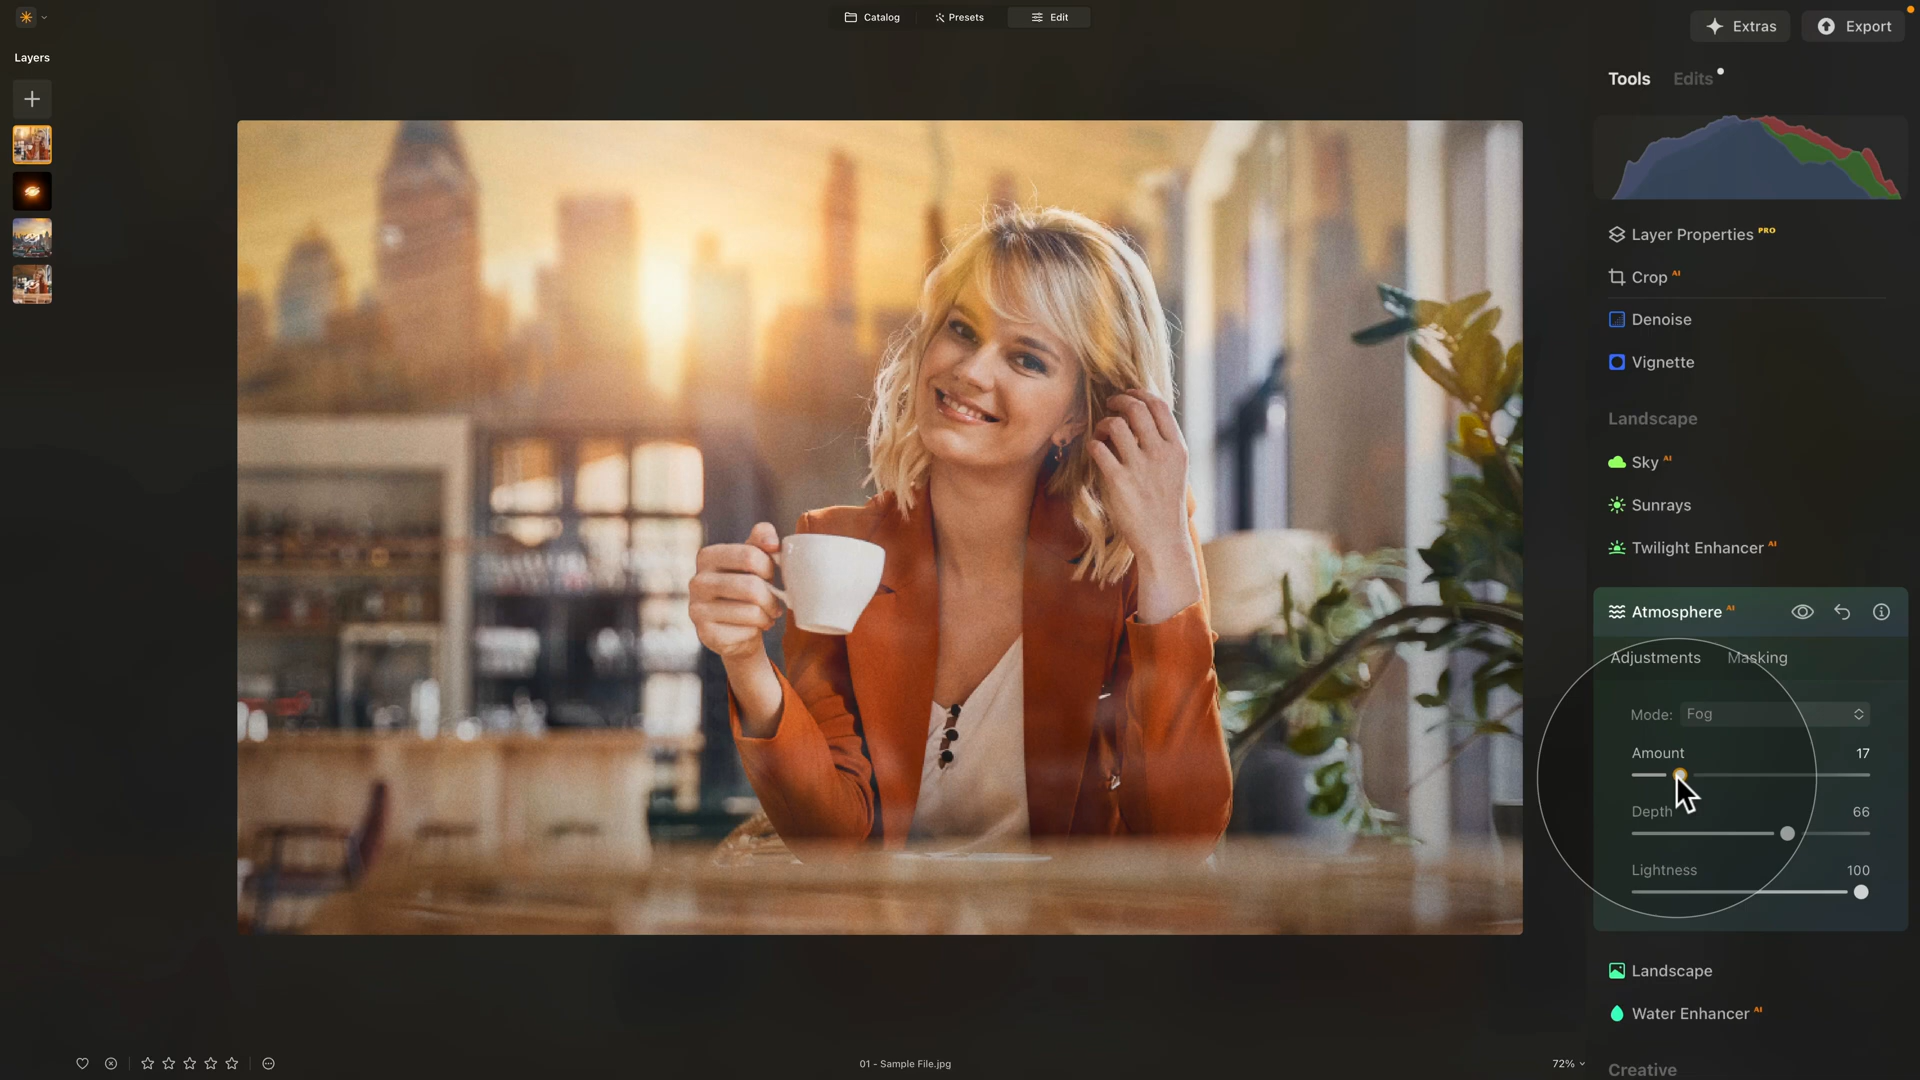 Catalog
Presets
Edit
Extras
Export
Layers
Tools
Edits
Layer Properties PRO
Crop AI
Denoise
Vignette
Landscape
Sky AI
Sunrays
Twilight Enhancer AI
Atmosphere AI
Adjustments
Masking
Mode: Fog
Amount 17
Depth 66
Lightness 100
Landscape
Water Enhancer AI
Creative
01 - Sample File.jpg
72%